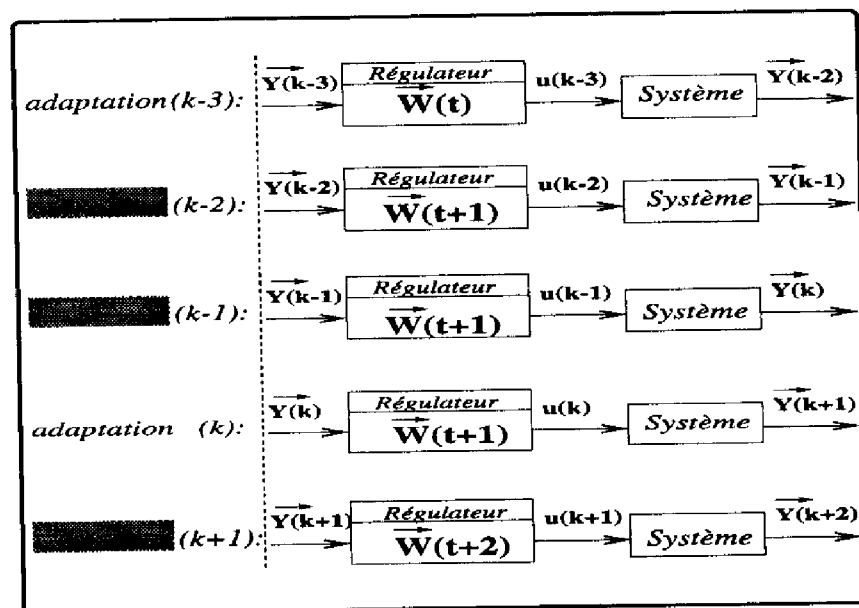 adaptation(k-3): Y(k-3) Régulateur W(t) u(k-3) Système Y(k-2)
(k-2): Y(k-2) Régulateur W(t+1) u(k-2) Système Y(k-1)
(k-1): Y(k-1) Régulateur W(t+1) u(k-1) Système Y(k)
adaptation (k): Y(k) Régulateur W(t+1) u(k) Système Y(k+1)
(k+1): Y(k+1) Régulateur W(t+2) u(k+1) Système Y(k+2)